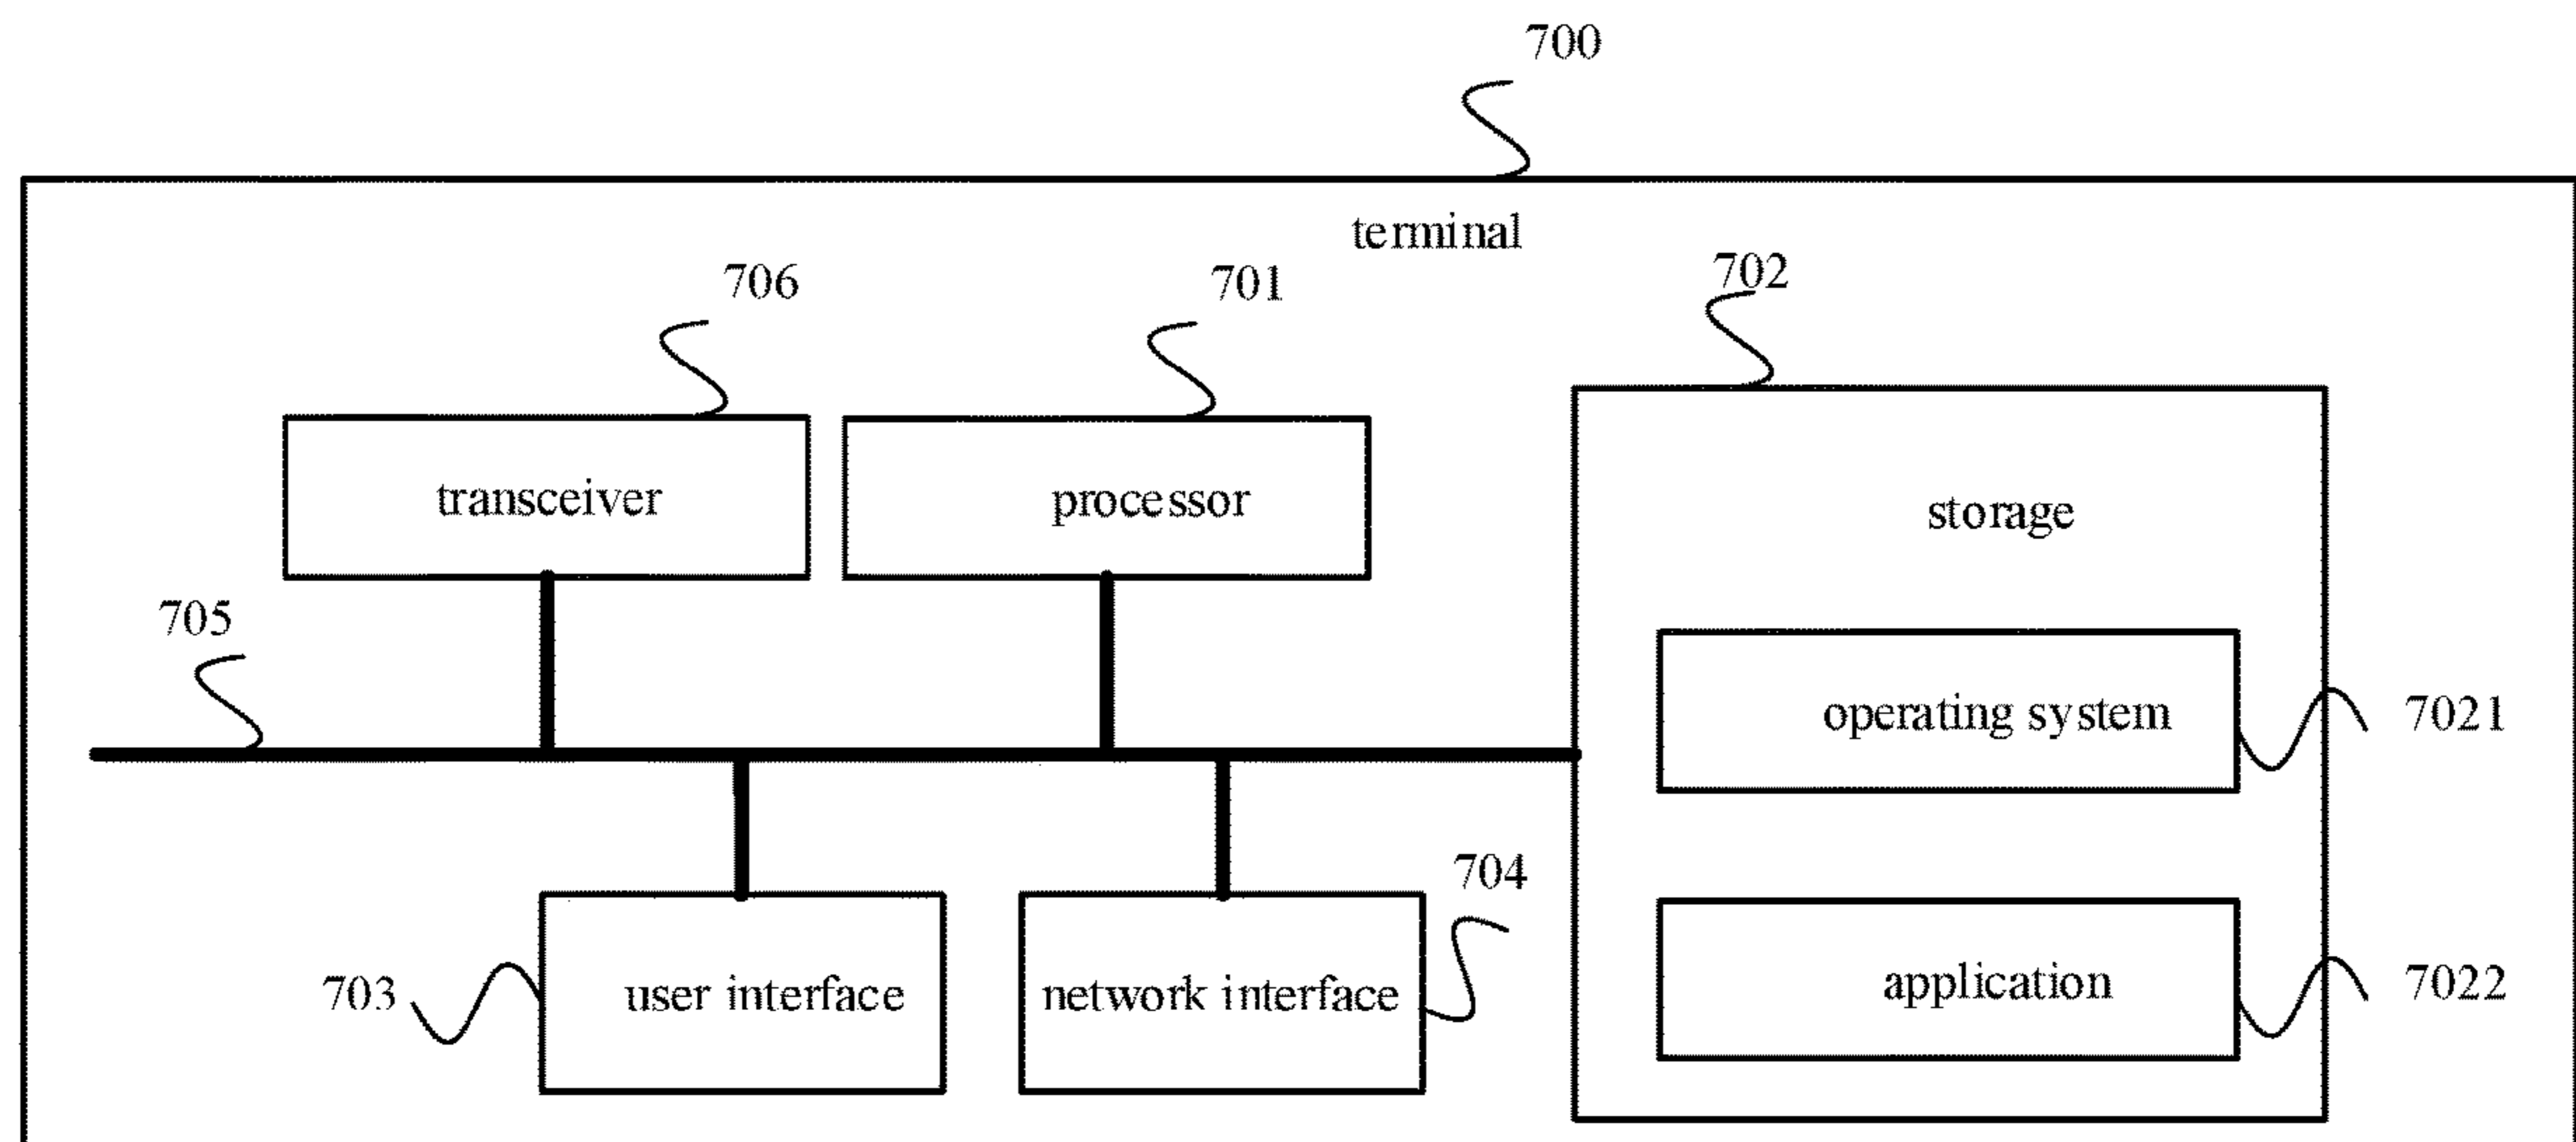 700
terminal
706
701
702
transceiver
processor
storage
705
operating system
7021
704
703
user interface
network interface
application
7022